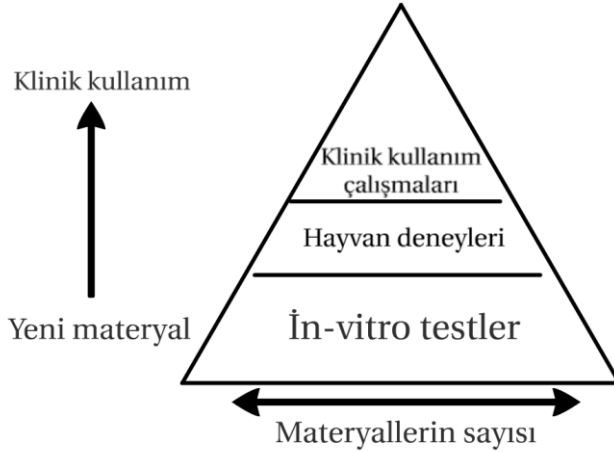 Klinik kullanım
Klinik kullanım
çalışmaları
Hayvan deneyleri
Yeni materyal
İn-vitro testler
Materyallerin sayısı